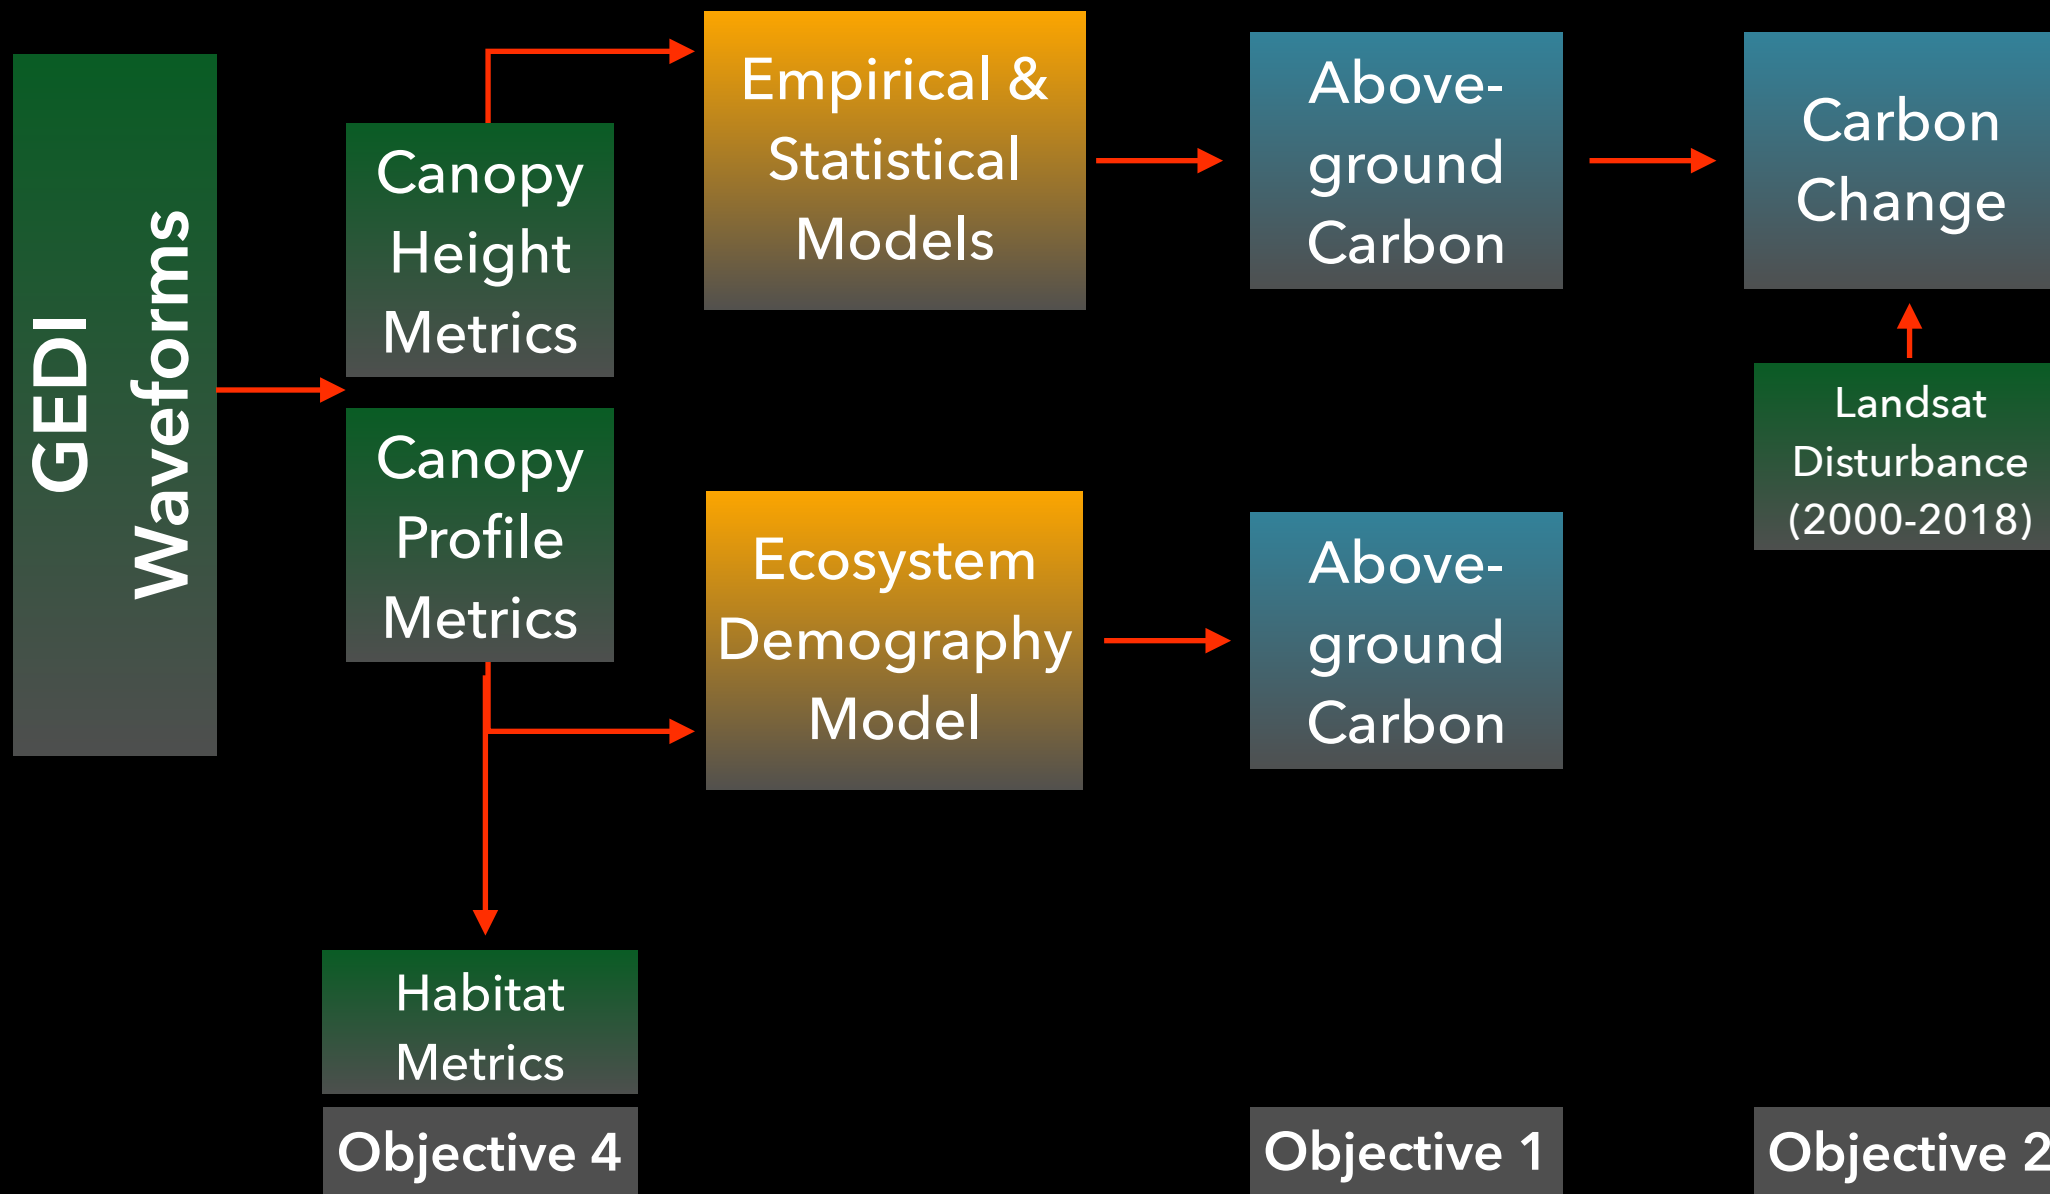 GEDI
Waveforms
Canopy
Height
Metrics
Canopy
Profile
Metrics
Empirical &
Statistical
Models
Above-
ground
Carbon
Carbon
Change
Landsat
Disturbance
(2000-2018)
Ecosystem
Demography
Model
Above-
ground
Carbon
Habitat
Metrics
Objective 4
Objective 1
Objective 2